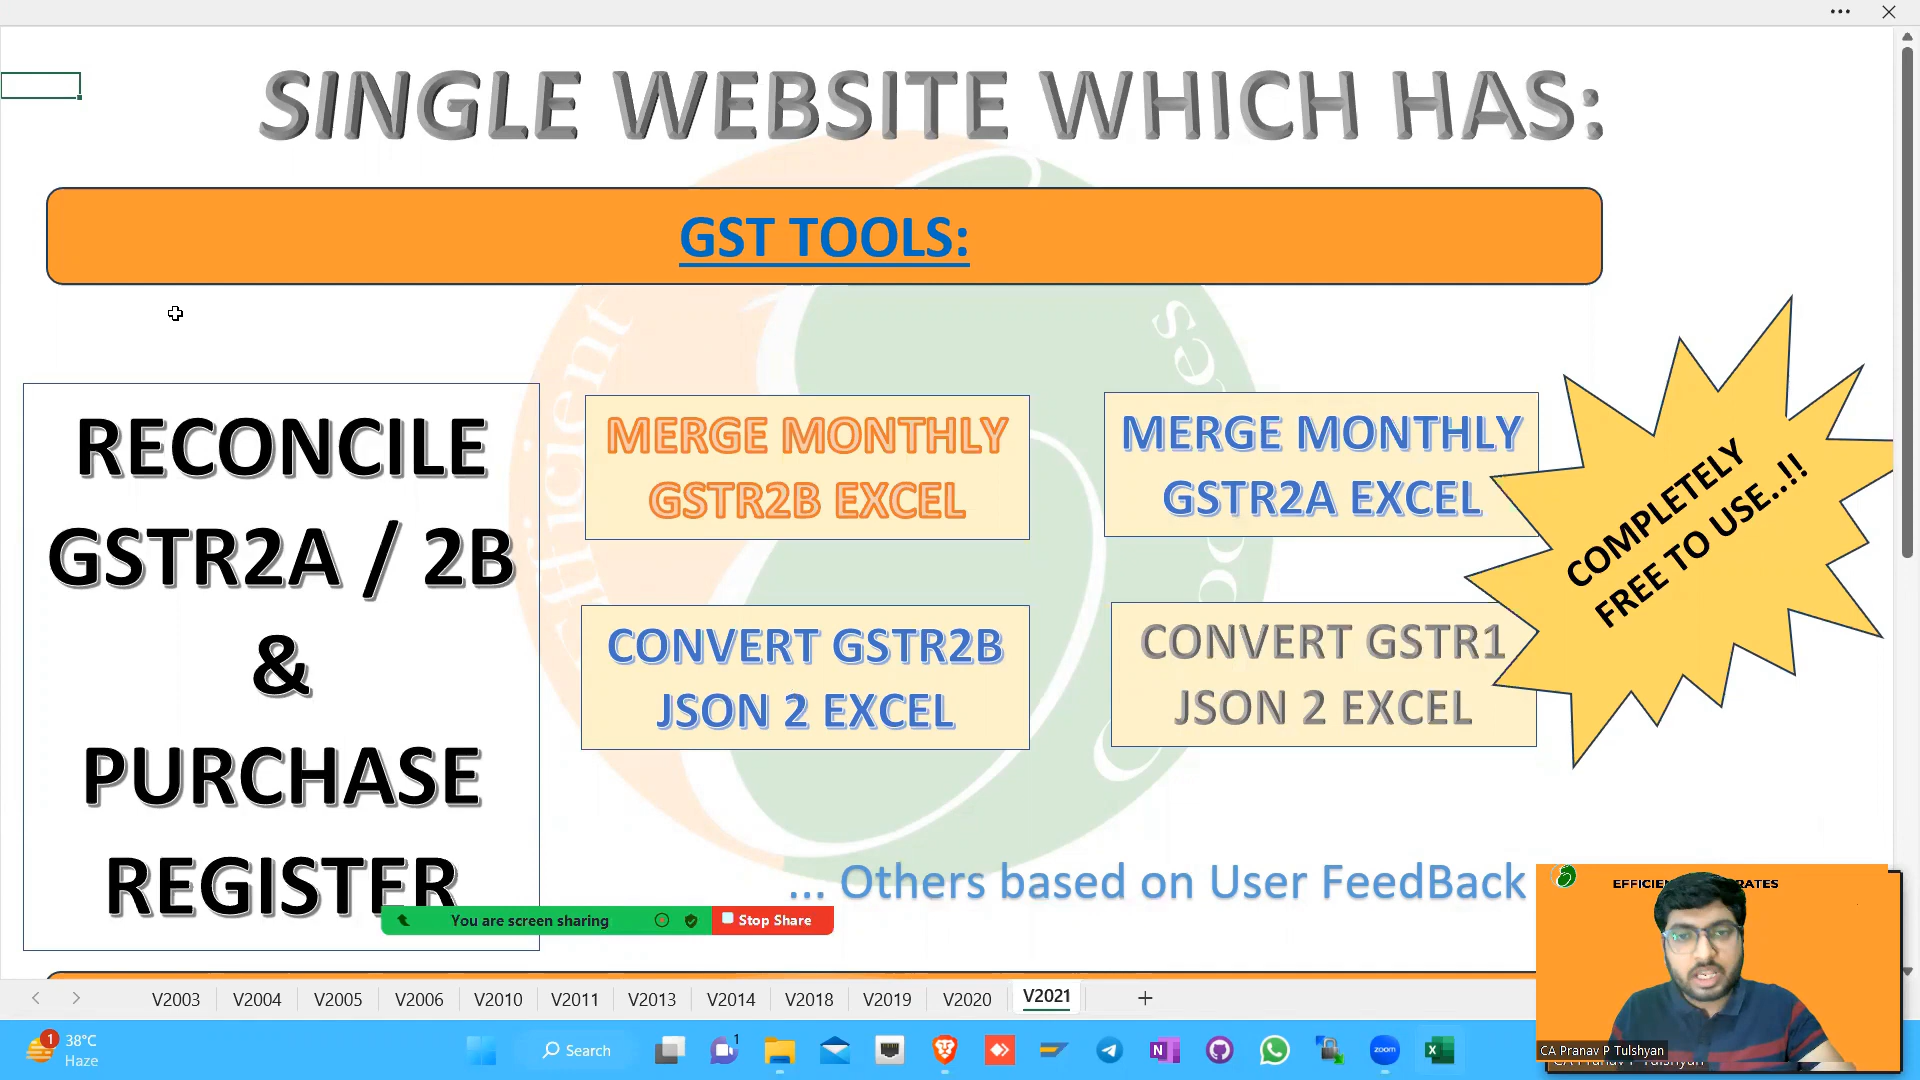 SINGLE WEBSITE WHICH HAS:
GST TOOLS:
RECONCILE
GSTR2A / 2B
&
PURCHASE
REGISTER
MERGE MONTHLY
GSTR2B EXCEL
MERGE MONTHLY
GSTR2A EXCEL
CONVERT GSTR2B
JSON 2 EXCEL
CONVERT GSTR1
JSON 2 EXCEL
COMPLETELY
FREE TO USE..!!
... Others based on User FeedBack
You are screen sharing
Stop Share
CA Pranav P Tulshyan
V2003
V2004
V2005
V2006
V2010
V2011
V2013
V2014
V2018
V2019
V2020
V2021
1
38°C
Haze
Search
1
zoom